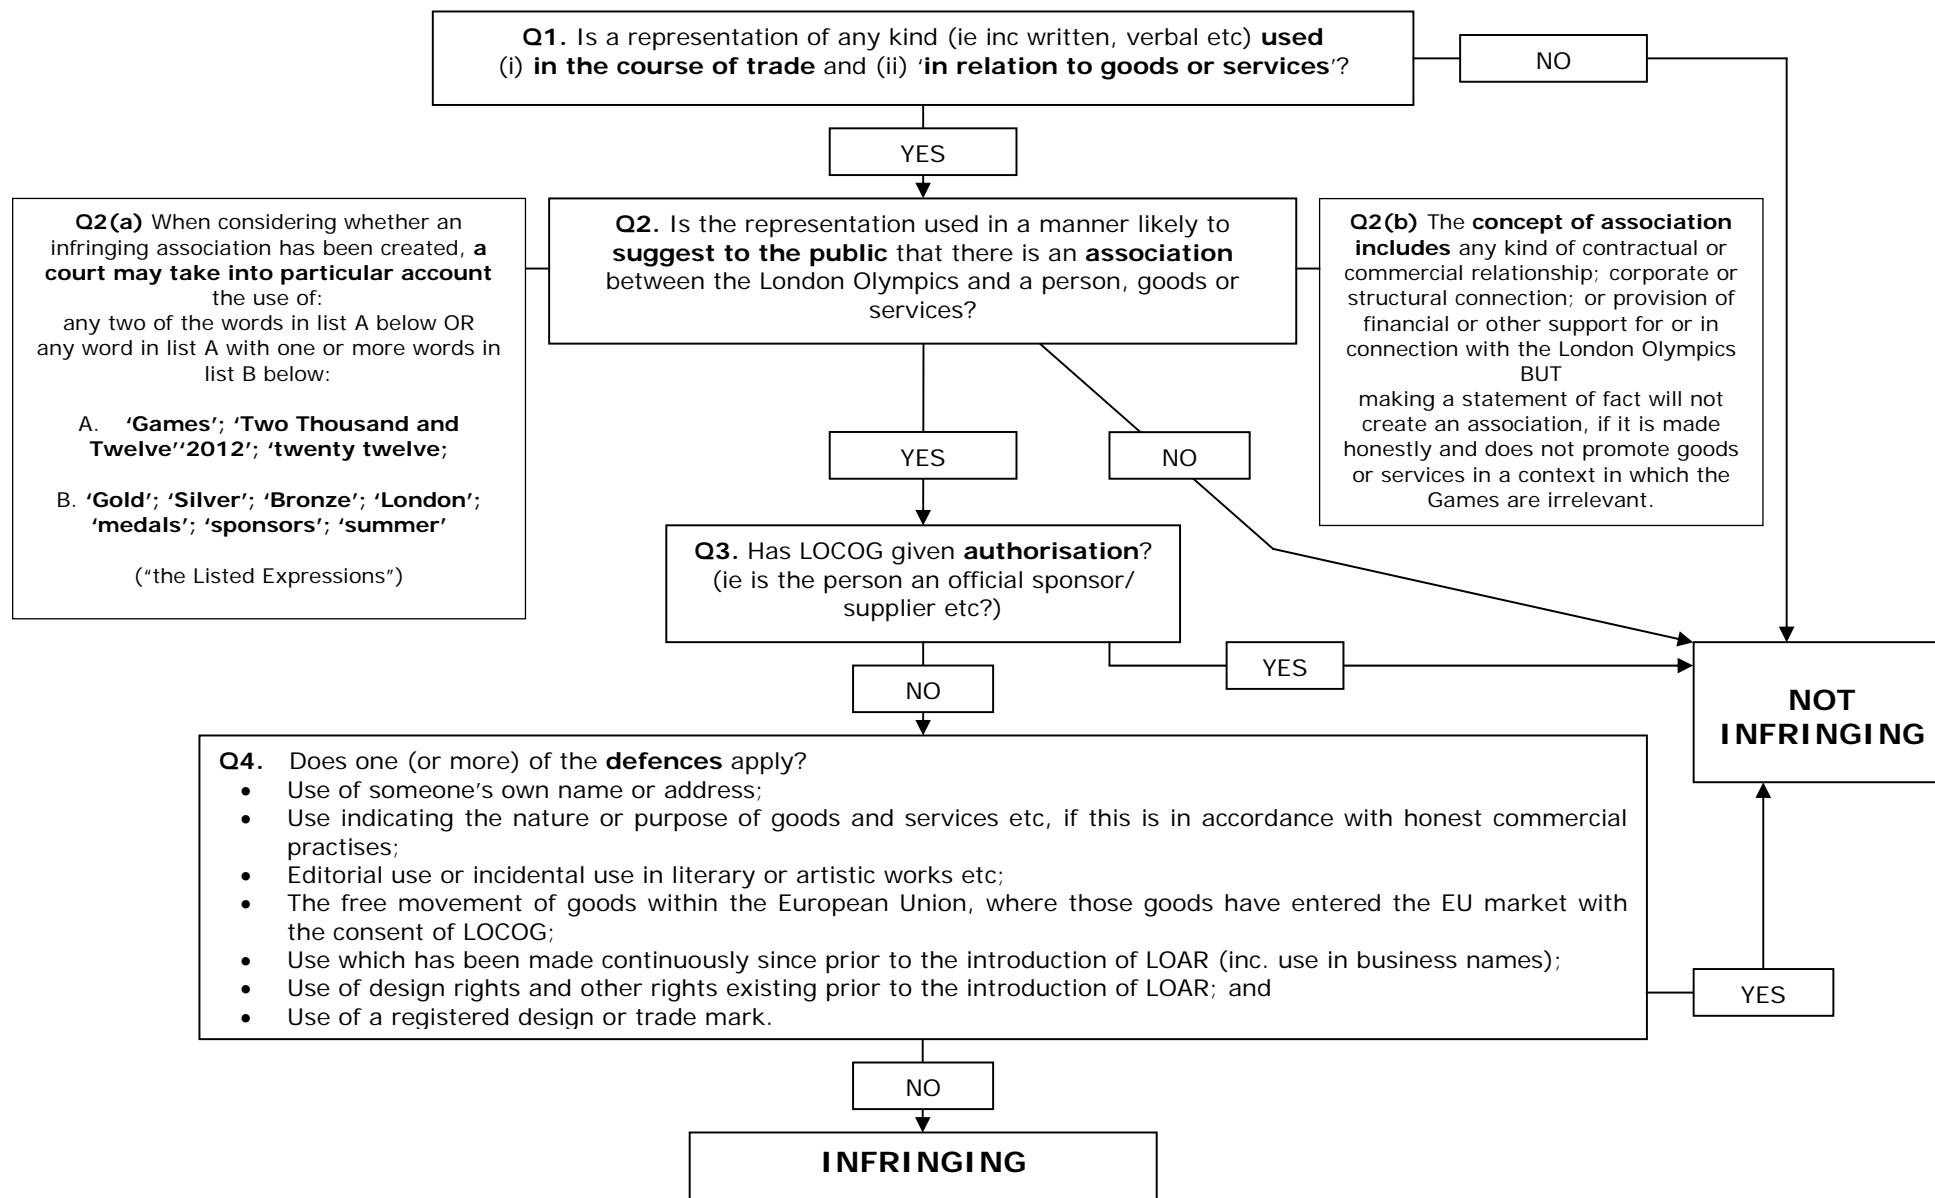 Q1. Is a representation of any kind (ie inc written, verbal etc) used
(i) in the course of trade and (ii) ‘in relation to goods or services’?
NO
YES
Q2(a) When considering whether an
infringing association has been created, a
court may take into particular account
the use of:
any two of the words in list A below OR
any word in list A with one or more words in
list B below:
A. ‘Games’; ‘Two Thousand and
Twelve’‘2012’; ‘twenty twelve;
B. ‘Gold’; ‘Silver’; ‘Bronze’; ‘London’;
‘medals’; ‘sponsors’; ‘summer’
(“the Listed Expressions”)
Q2. Is the representation used in a manner likely to
suggest to the public that there is an association
between the London Olympics and a person, goods or
services?
Q2(b) The concept of association
includes any kind of contractual or
commercial relationship; corporate or
structural connection; or provision of
financial or other support for or in
connection with the London Olympics
BUT
making a statement of fact will not
create an association, if it is made
honestly and does not promote goods
or services in a context in which the
Games are irrelevant.
YES
NO
Q3. Has LOCOG given authorisation?
(ie is the person an official sponsor/
supplier etc?)
YES
NO
NOT
INFRINGING
Q4. Does one (or more) of the defences apply?
• Use of someone’s own name or address;
• Use indicating the nature or purpose of goods and services etc, if this is in accordance with honest commercial
practises;
• Editorial use or incidental use in literary or artistic works etc;
• The free movement of goods within the European Union, where those goods have entered the EU market with
the consent of LOCOG;
• Use which has been made continuously since prior to the introduction of LOAR (inc. use in business names);
• Use of design rights and other rights existing prior to the introduction of LOAR; and
• Use of a registered design or trade mark.
YES
NO
INFRINGING